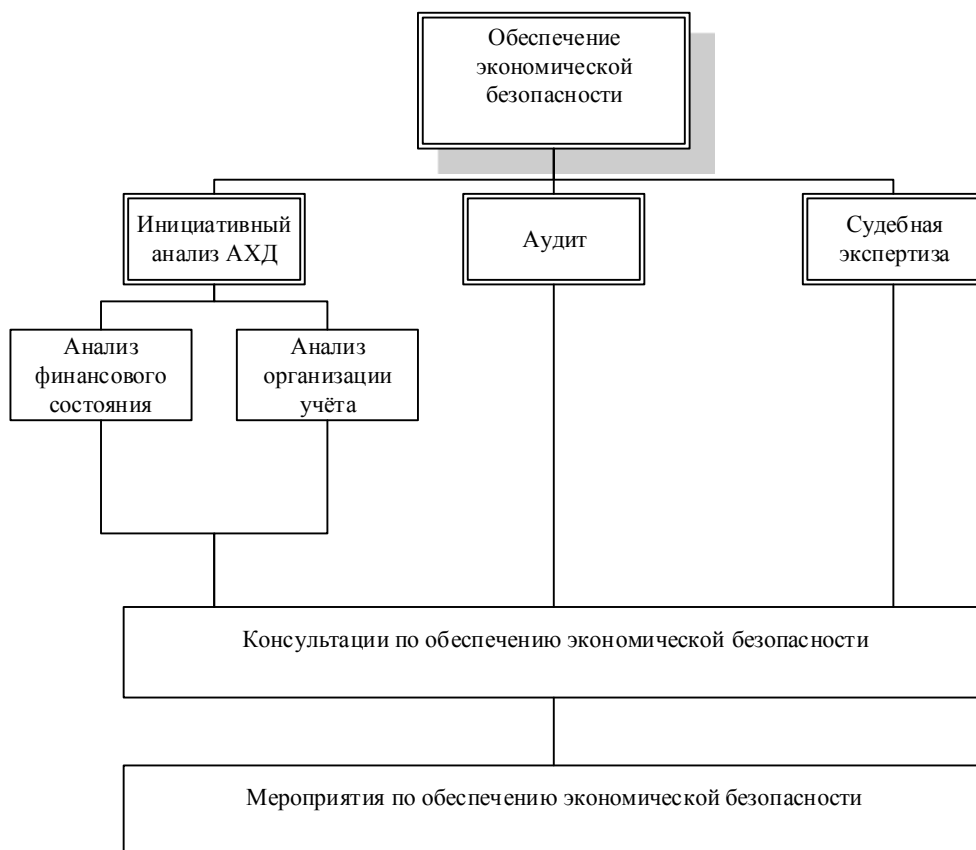 Обеспечение
экономической
безопасности
Инициативный
анализ АХД
Аудит
Судебная
экспертиза
Анализ
финансового
состояния
Анализ
организации
учёта
Консультации по обеспечению экономической безопасности
Мероприятия по обеспечению экономической безопасности